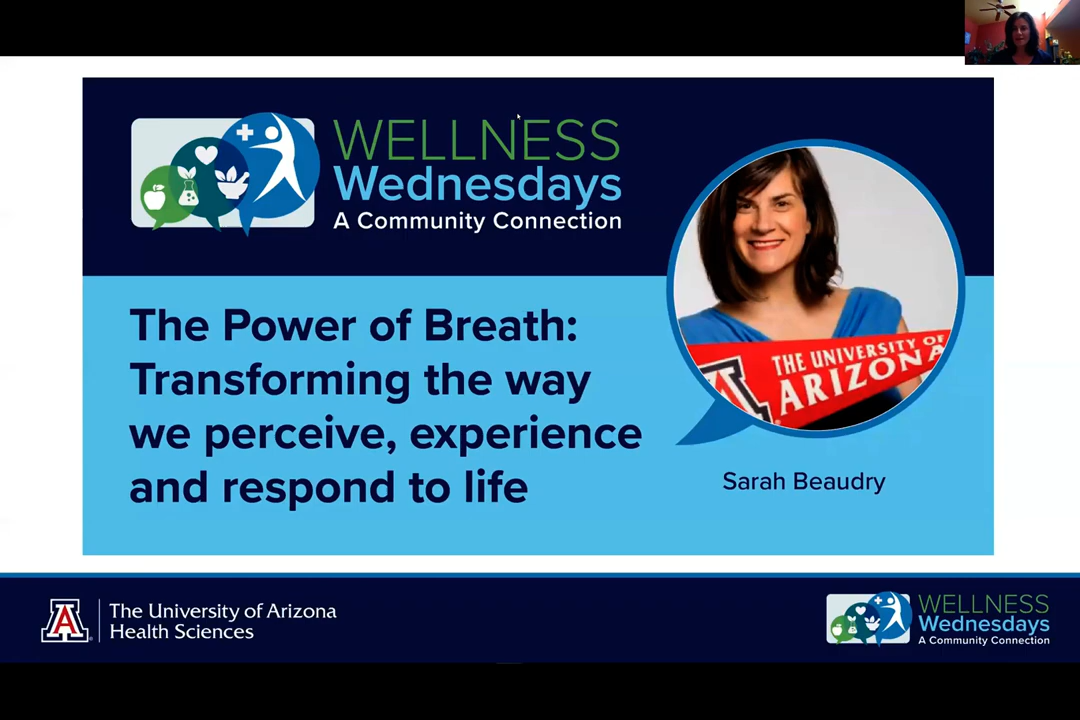 WELLNESS
Wednesdays
A Community Connection
The Power of Breath:
Transforming the way
we perceive, experience
and respond to life
THE UNIVERSITY OF
ARIZONA
Sarah Beaudry
A
The University of Arizona
Health Sciences
WELLNESS
Wednesdays
A Community Connection